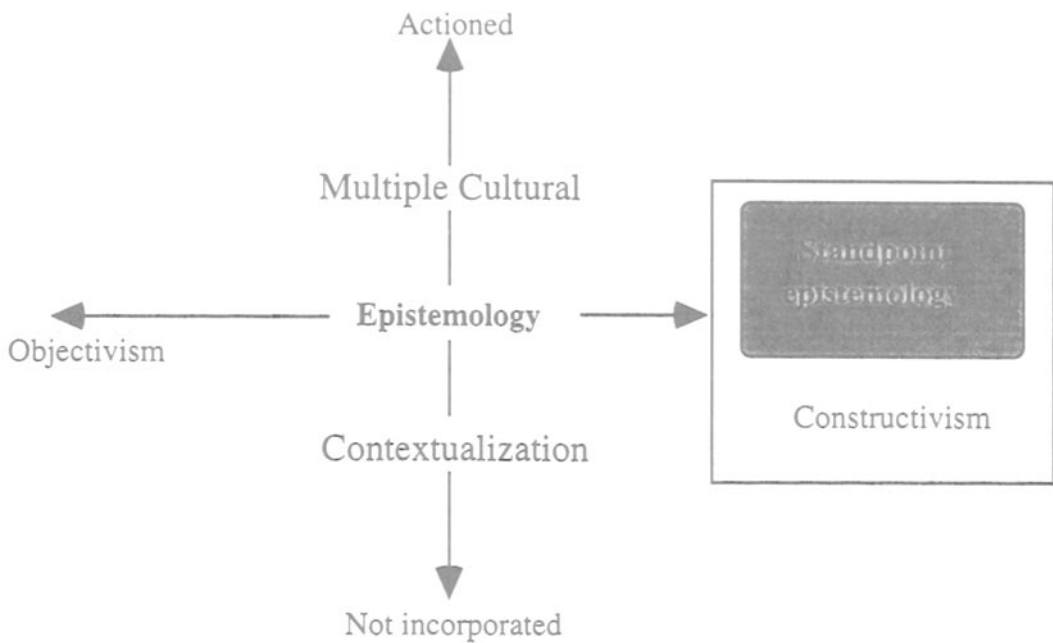 Actioned
Multiple Cultural
Standpoint
epistemology
Epistemology
Objectivism
Constructivism
Contextualization
Not incorporated